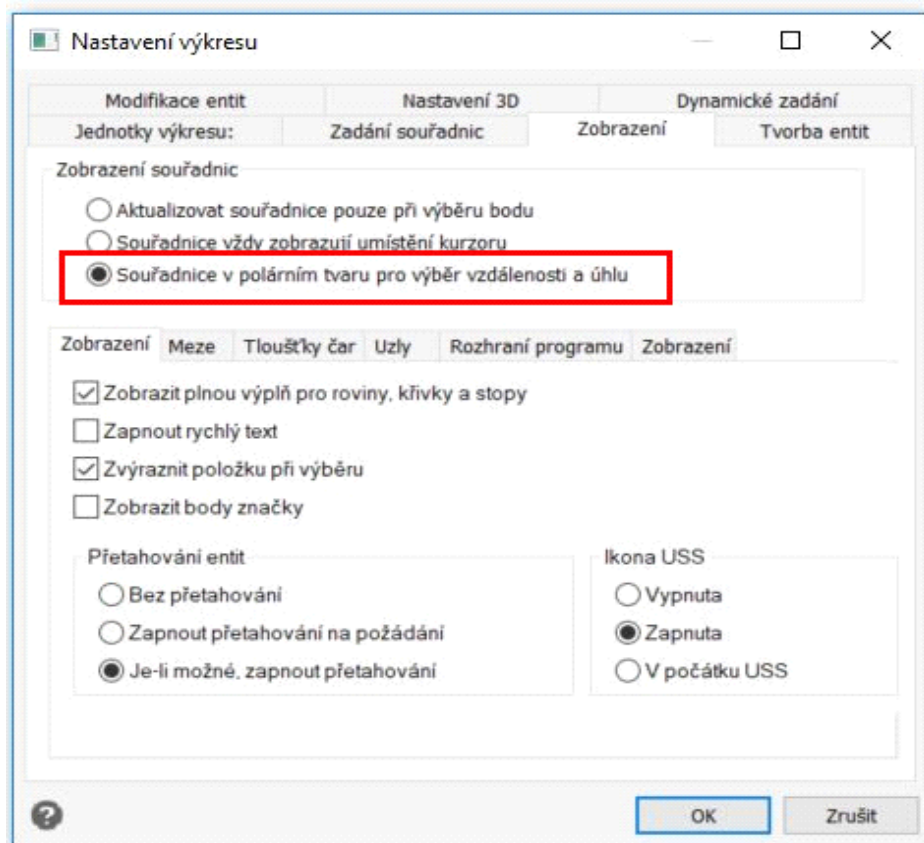 Nastavení výkresu
Modifikace entit Nastavení 3D Dynamické zadání
Jednotky výkresu: Zadání souřadnic Zobrazení Tvorba entit
Zobrazení souřadnic
Aktualizovat souřadnice pouze při výběru bodu
Souřadnice vždy zobrazují umístění kurzoru
Souřadnice v polárním tvaru pro výběr vzdálenosti a úhlu
Zobrazení Meze Tloušťky čar Uzly Rozhraní programu Zobrazení
Zobrazit plnou výplň pro roviny, křivky a stopy
Zapnout rychlý text
Zvýraznit položku při výběru
Zobrazit body značky
Přetahování entit
Bez přetahování
Zapnout přetahování na požádání
Je-li možné, zapnout přetahování
Ikona USS
Vypnuta
Zapnuta
V počátku USS
?
OK Zrušit